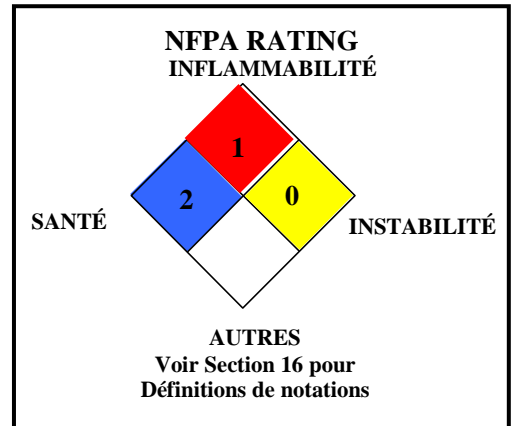 NFPA RATING
INFLAMMABILITÉ
1
2
0
SANTÉ
INSTABILITÉ
AUTRES
Voir Section 16 pour
Définitions de notations